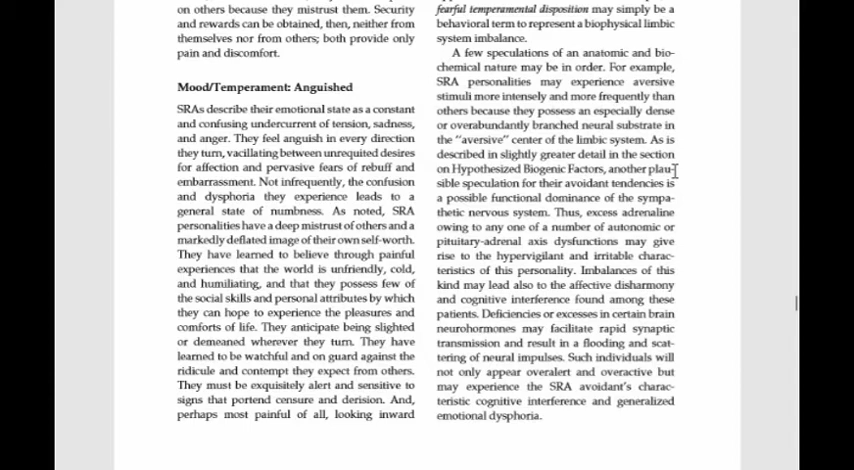 on others because they mistrust them. Security
and rewards can be obtained, then, neither from
themselves nor from others; both provide only
pain and discomfort.
Mood/Temperament: Anguished
SRAs describe their emotional state as a constant
and confusing undercurrent of tension, sadness,
and anger. They feel anguish in every direction
they turn, vacillating between unrequited desires
for affection and pervasive fears of rebuff and
embarrassment. Not infrequently, the confusion
and dysphoria they experience leads to a
general state of numbness. As noted, SRA
personalities have a deep mistrust of others and a
markedly deflated image of their own self-worth.
They have learned to believe through painful
experiences that the world is unfriendly, cold,
and humiliating, and that they possess few of
the social skills and personal attributes by which
they can hope to experience the pleasures and
comforts of life. They anticipate being slighted
or demeaned wherever they turn. They have
learned to be watchful and on guard against the
ridicule and contempt they expect from others.
They must be exquisitely alert and sensitive to
signs that portend censure and derision. And,
perhaps most painful of all, looking inward
fearful temperamental disposition may simply be a
behavioral term to represent a biophysical limbic
system imbalance.
A few speculations of an anatomic and bio-
chemical nature may be in order. For example,
SRA personalities may experience aversive
stimuli more intensely and more frequently than
others because they possess an especially dense
or overabundantly branched neural substrate in
the “aversive” center of the limbic system. As is
described in slightly greater detail in the section
on Hypothesized Biogenic Factors, another plau-
sible speculation for their avoidant tendencies is
a possible functional dominance of the sympa-
thetic nervous system. Thus, excess adrenaline
owing to any one of a number of autonomic or
pituitary-adrenal axis dysfunctions may give
rise to the hypervigilant and irritable charac-
teristics of this personality. Imbalances of this
kind may lead also to the affective disharmony
and cognitive interference found among these
patients. Deficiencies or excesses in certain brain
neurohormones may facilitate rapid synaptic
transmission and result in a flooding and scat-
tering of neural impulses. Such individuals will
not only appear overalert and overactive but
may experience the SRA avoidant’s charac-
teristic cognitive interference and generalized
emotional dysphoria.